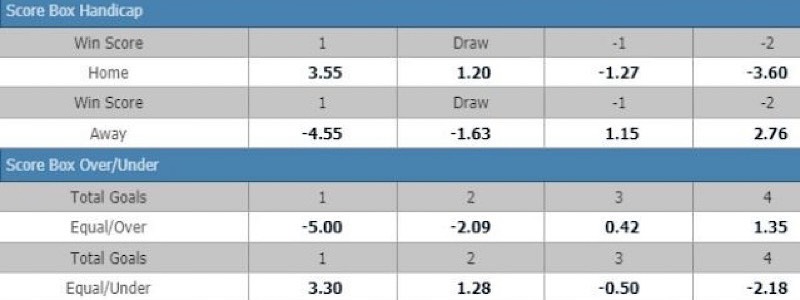 Score Box Handicap
Win Score 1 Draw -1 -2
Home 3.55 1.20 -1.27 -3.60
Win Score 1 Draw -1 -2
Away -4.55 -1.63 1.15 2.76
Score Box Over/Under
Total Goals 1 2 3 4
Equal/Over -5.00 -2.09 0.42 1.35
Total Goals 1 2 3 4
Equal/Under 3.30 1.28 -0.50 -2.18